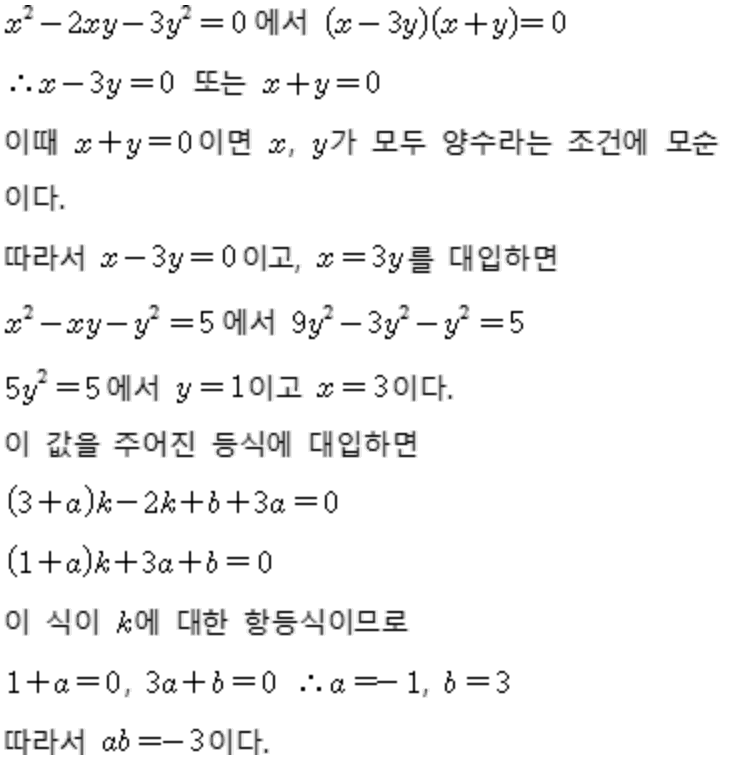 x² − 2xy − 3y² = 0 에서 (x − 3y)(x + y) = 0
∴ x − 3y = 0 또는 x + y = 0
이때 x + y = 0 이면 x, y가 모두 양수라는 조건에 모순
이다.
따라서 x − 3y = 0 이고, x = 3y를 대입하면
x² − xy − y² = 5 에서 9y² − 3y² − y² = 5
5y² = 5 에서 y = 1 이고 x = 3 이다.
이 값을 주어진 등식에 대입하면
(3 + a)k − 2k + b + 3a = 0
(1 + a)k + 3a + b = 0
이 식이 k에 대한 항등식이므로
1 + a = 0, 3a + b = 0 ∴ a = − 1, b = 3
따라서 ab = − 3 이다.